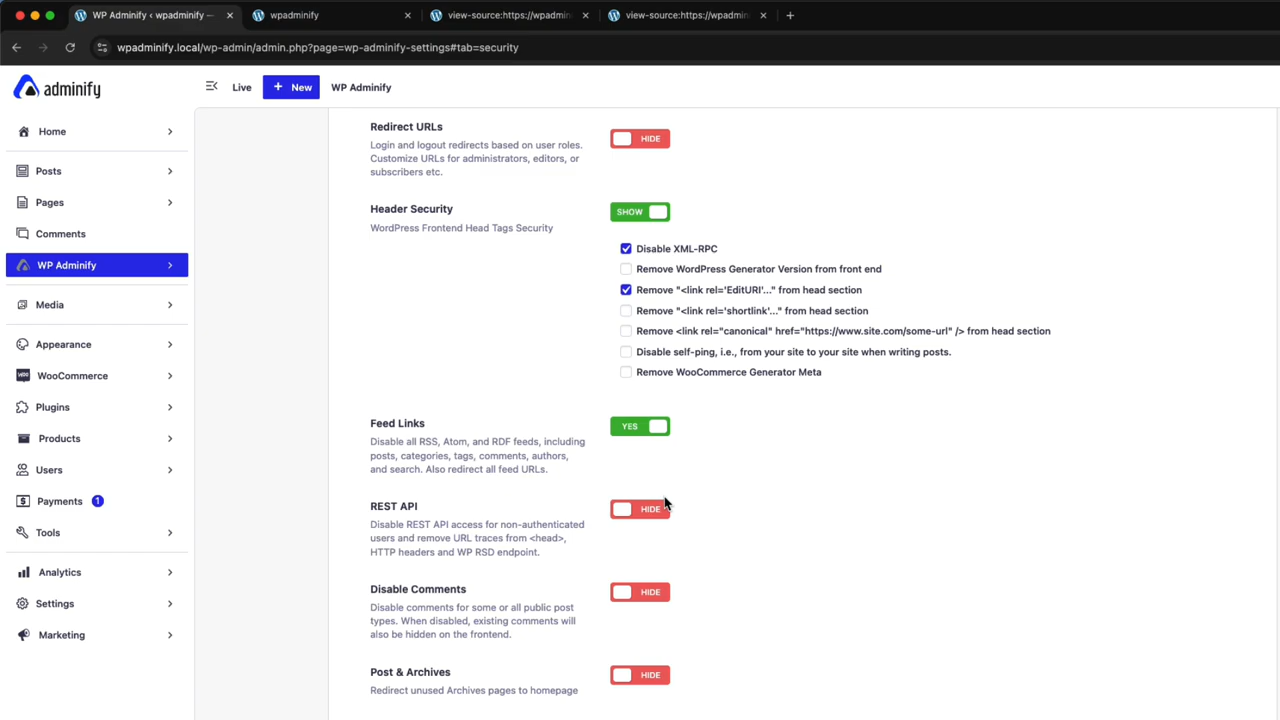 WP Adminify ‹ wpadminify —
wpadminify
view-source:https://wpadmin
view-source:https://wpadmin
wpadminify.local/wp-admin/admin.php?page=wp-adminify-settings#tab=security
adminify
Live
+ New
WP Adminify
Home
Posts
Pages
Comments
WP Adminify
Media
Appearance
WooCommerce
Plugins
Products
Users
Payments 1
Tools
Analytics
Settings
Marketing
Redirect URLs
HIDE
Login and logout redirects based on user roles.
Customize URLs for administrators, editors, or
subscribers etc.
Header Security
SHOW
WordPress Frontend Head Tags Security
Disable XML-RPC
Remove WordPress Generator Version from front end
Remove "<link rel='EditURI'..." from head section
Remove "<link rel='shortlink'..." from head section
Remove <link rel="canonical" href="https://www.site.com/some-url" /> from head section
Disable self-ping, i.e., from your site to your site when writing posts.
Remove WooCommerce Generator Meta
Feed Links
YES
Disable all RSS, Atom, and RDF feeds, including
posts, categories, tags, comments, authors,
and search. Also redirect all feed URLs.
REST API
HIDE
Disable REST API access for non-authenticated
users and remove URL traces from <head>,
HTTP headers and WP RSD endpoint.
Disable Comments
HIDE
Disable comments for some or all public post
types. When disabled, existing comments will
also be hidden on the frontend.
Post & Archives
HIDE
Redirect unused Archives pages to homepage